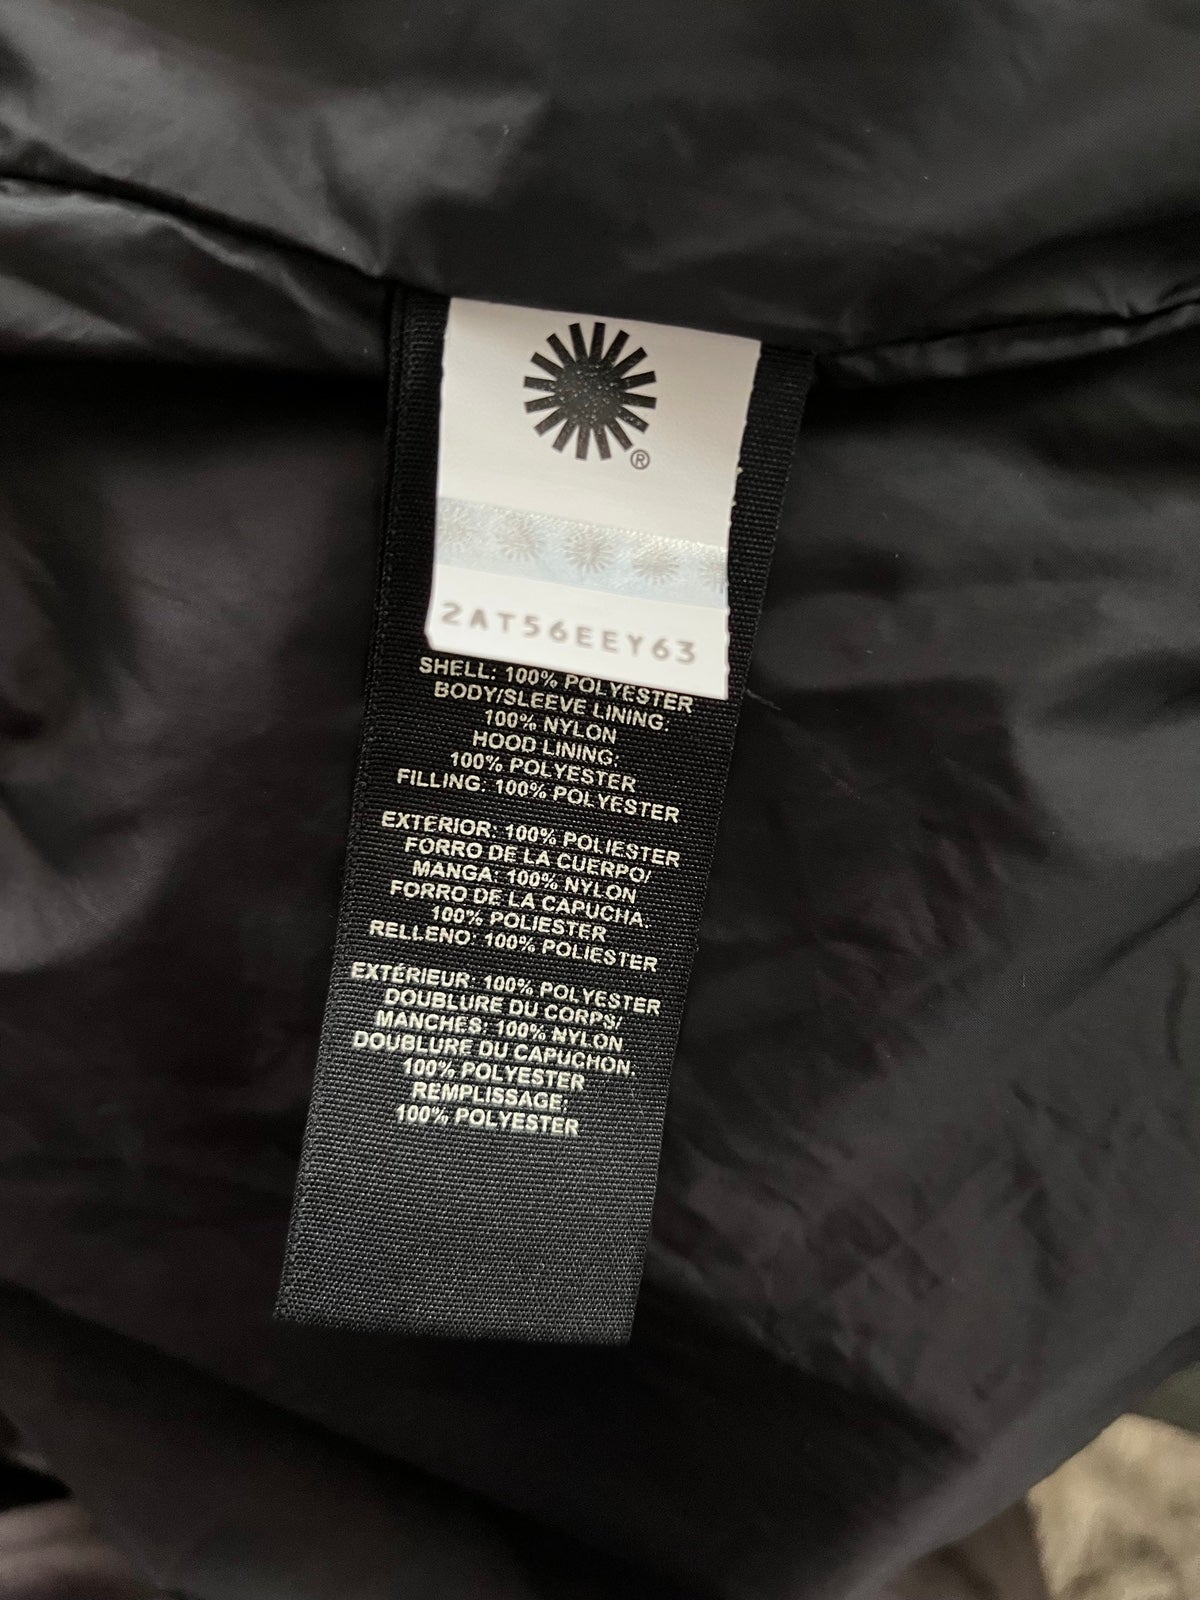 ®
2AT56EEY63
SHELL: 100% POLYESTER
BODY/SLEEVE LINING:
100% NYLON
HOOD LINING:
100% POLYESTER
FILLING: 100% POLYESTER
EXTERIOR: 100% POLIESTER
FORRO DE LA CUERPO/
MANGA: 100% NYLON
FORRO DE LA CAPUCHA:
100% POLIESTER
RELLENO: 100% POLIESTER
EXTÉRIEUR: 100% POLYESTER
DOUBLURE DU CORPS/
MANCHES: 100% NYLON
DOUBLURE DU CAPUCHON:
100% POLYESTER
REMPLISSAGE:
100% POLYESTER